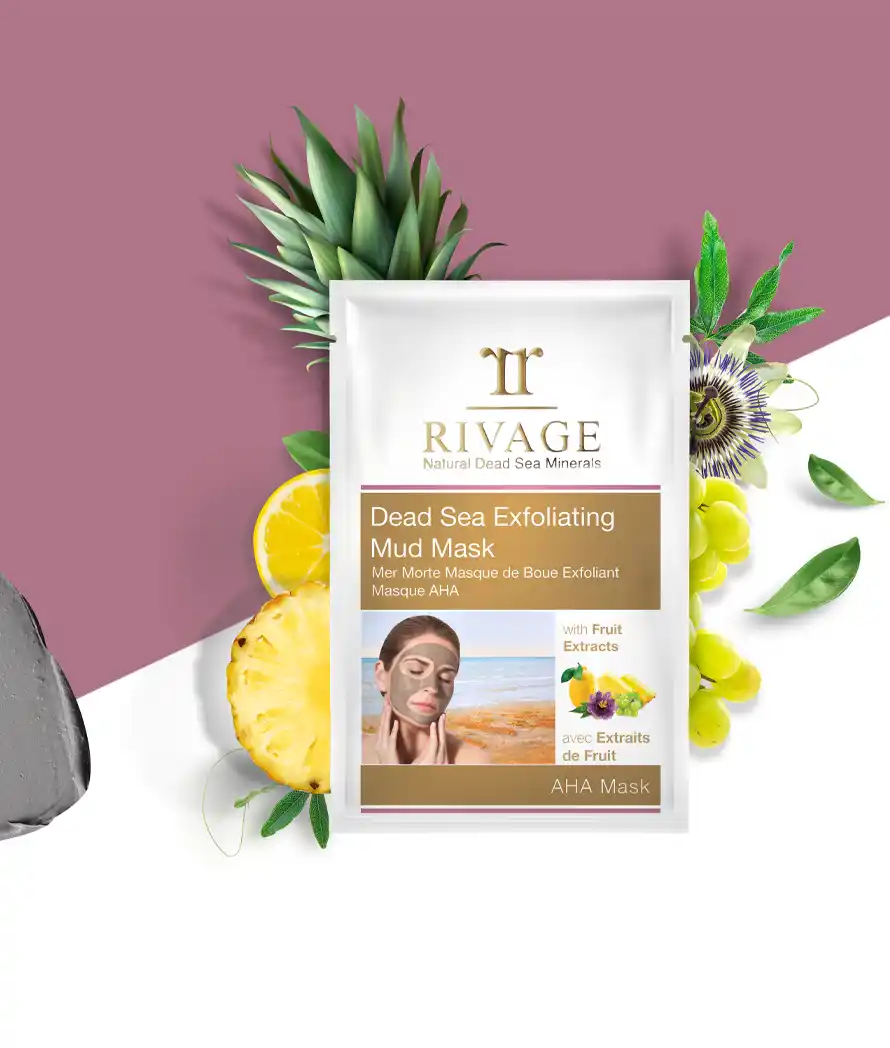 RIVAGE
Natural Dead Sea Minerals
Dead Sea Exfoliating
Mud Mask
Mer Morte Masque de Boue Exfoliant
Masque AHA
with Fruit
Extracts
avec Extraits
de Fruit
AHA Mask